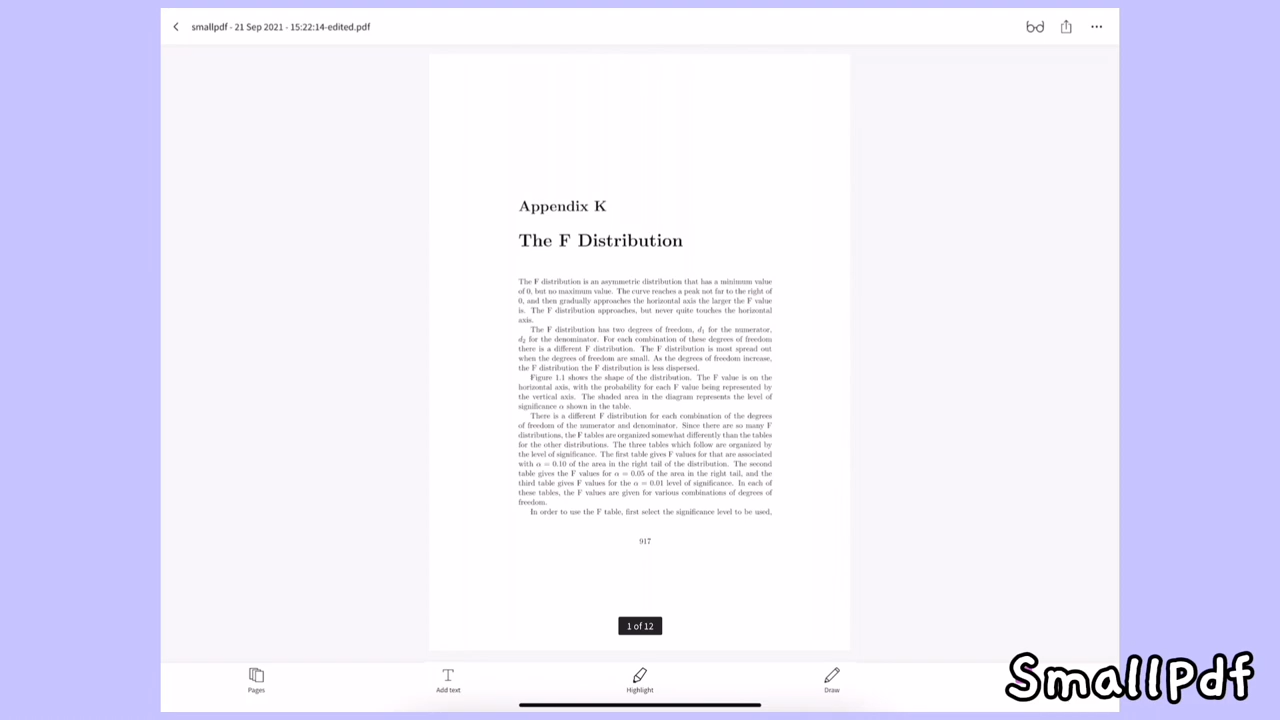 smallpdf - 21 Sep 2021 - 15:22:14-edited.pdf
Appendix K
The F Distribution
The F distribution is an asymmetric distribution that has a minimum value
of 0, but no maximum value. The curve reaches a peak not far to the right of
0, and then gradually approaches the horizontal axis the larger the F value
is. The F distribution approaches, but never quite touches the horizontal
axis.
The F distribution has two degrees of freedom, d₁ for the numerator,
d₂ for the denominator. For each combination of these degrees of freedom
there is a different F distribution. The F distribution is most spread out
when the degrees of freedom are small. As the degrees of freedom increase,
the F distribution the F distribution is less dispersed.
Figure 1.1 shows the shape of the distribution. The F value is on the
horizontal axis, with the probability for each F value being represented by
the vertical axis. The shaded area in the diagram represents the level of
significance α shown in the table.
There is a different F distribution for each combination of the degrees
of freedom of the numerator and denominator. Since there are so many F
distributions, the F tables are organized somewhat differently than the tables
for the other distributions. The three tables which follow are organized by
the level of significance. The first table gives F values for that are associated
with α = 0.10 of the area in the right tail of the distribution. The second
table gives the F values for α = 0.05 of the area in the right tail, and the
third table gives F values for the α = 0.01 level of significance. In each of
these tables, the F values are given for various combinations of degrees of
freedom.
In order to use the F table, first select the significance level to be used,
917
1 of 12
Pages
Add text
Highlight
Draw
SmallPdf